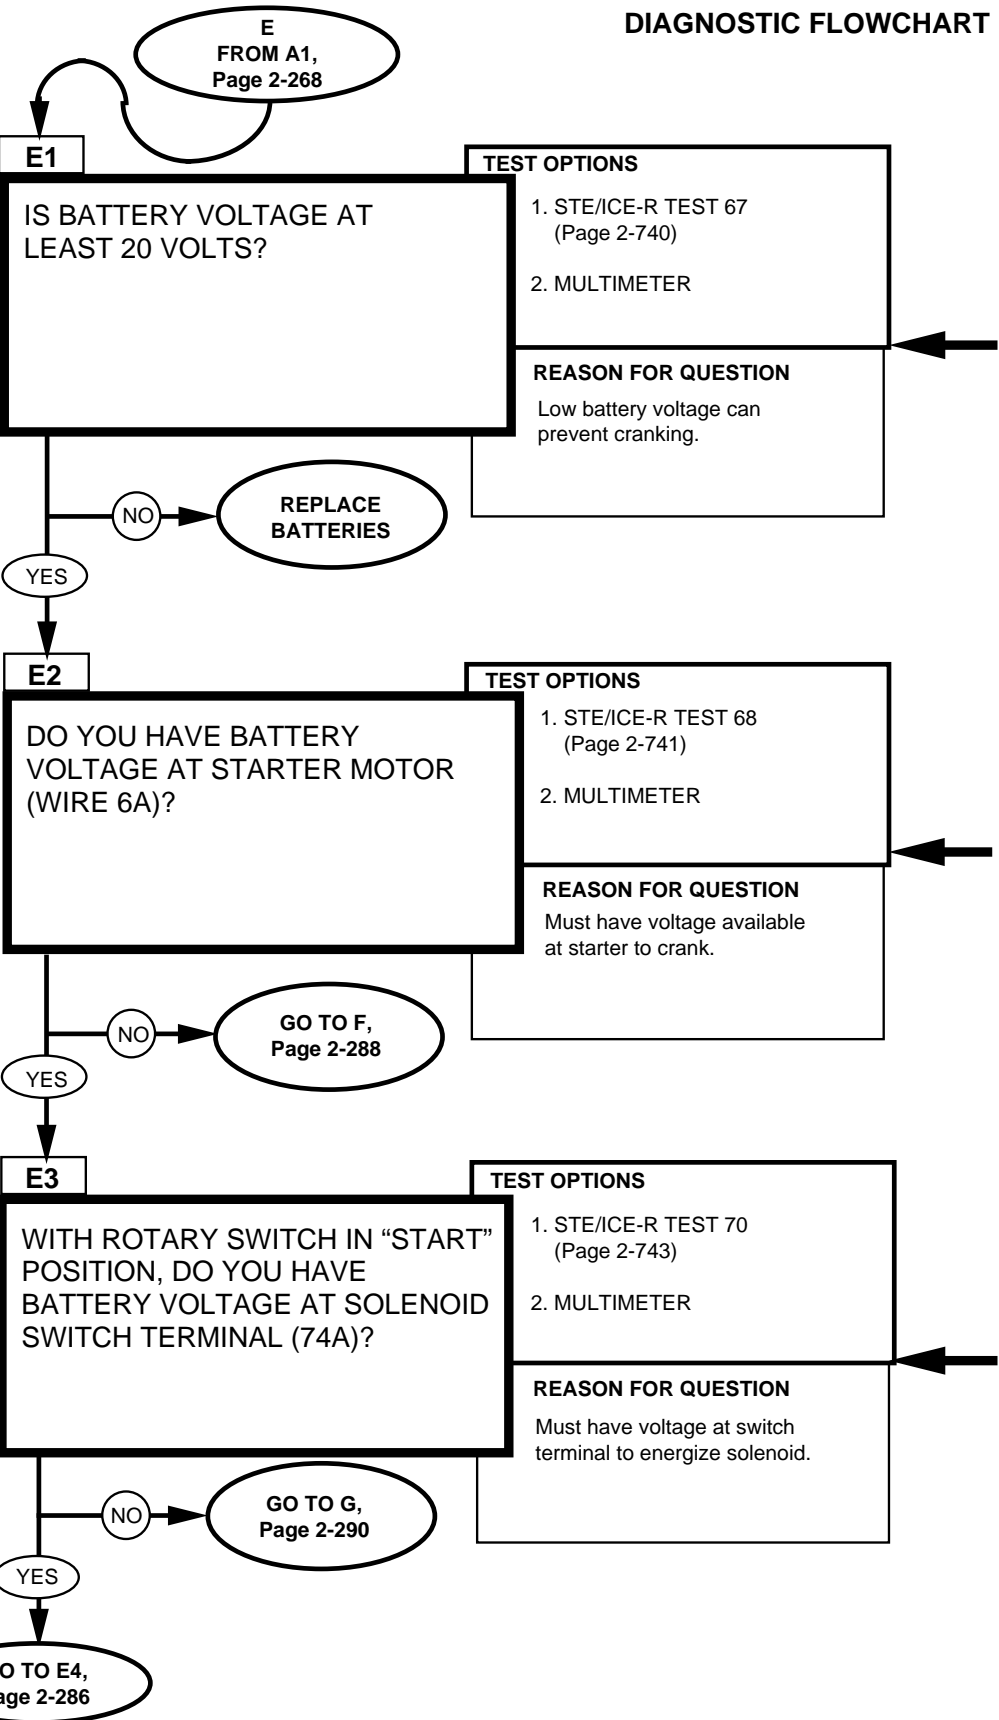 DIAGNOSTIC FLOWCHART
E
FROM A1,
Page 2-268
E1
IS BATTERY VOLTAGE AT
LEAST 20 VOLTS?
TEST OPTIONS
1. STE/ICE-R TEST 67
(Page 2-740)
2. MULTIMETER
REASON FOR QUESTION
Low battery voltage can
prevent cranking.
NO
REPLACE
BATTERIES
YES
E2
DO YOU HAVE BATTERY
VOLTAGE AT STARTER MOTOR
(WIRE 6A)?
TEST OPTIONS
1. STE/ICE-R TEST 68
(Page 2-741)
2. MULTIMETER
REASON FOR QUESTION
Must have voltage available
at starter to crank.
NO
GO TO F,
Page 2-288
YES
E3
WITH ROTARY SWITCH IN “START”
POSITION, DO YOU HAVE
BATTERY VOLTAGE AT SOLENOID
SWITCH TERMINAL (74A)?
TEST OPTIONS
1. STE/ICE-R TEST 70
(Page 2-743)
2. MULTIMETER
REASON FOR QUESTION
Must have voltage at switch
terminal to energize solenoid.
NO
GO TO G,
Page 2-290
YES
O TO E4,
age 2-286